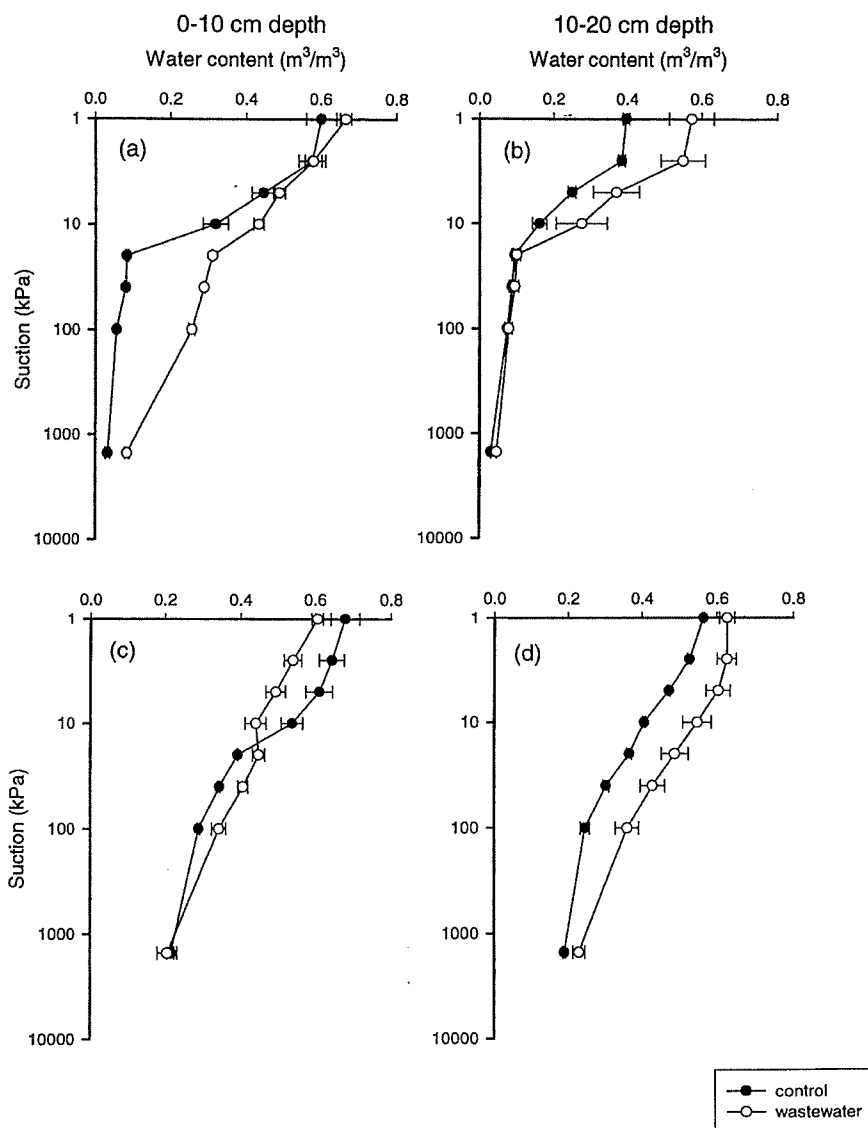 0-10 cm depth
10-20 cm depth
Water content (m³/m³)
Water content (m³/m³)
0.0 0.2 0.4 0.6 0.8
0.0 0.2 0.4 0.6 0.8
(a)
(b)
1
10
100
1000
10000
1
10
100
1000
10000
Suction (kPa)
0.0 0.2 0.4 0.6 0.8
0.0 0.2 0.4 0.6 0.8
(c)
(d)
1
10
100
1000
10000
1
10
100
1000
10000
Suction (kPa)
control
wastewater